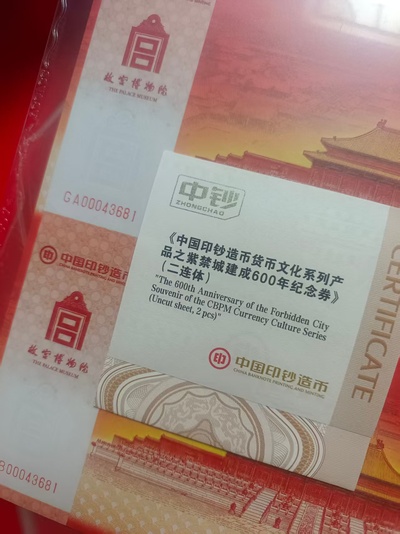 故宫博物院
THE PALACE MUSEUM
GA00043681
中国印钞造币
故宫博物院
THE PALACE MUSEUM
00043681
中钞
ZHONGCHAO
《中国印钞造币货币文化系列产
品之紫禁城建成600年纪念券》
（二连体）
"The 600th Anniversary of the Forbidden City
Souvenir of the CBPM Currency Culture Series
(Uncut sheet, 2 pcs)"
中国印钞造币
CHINA BANKNOTE PRINTING AND MINTING
CERTIFICATE